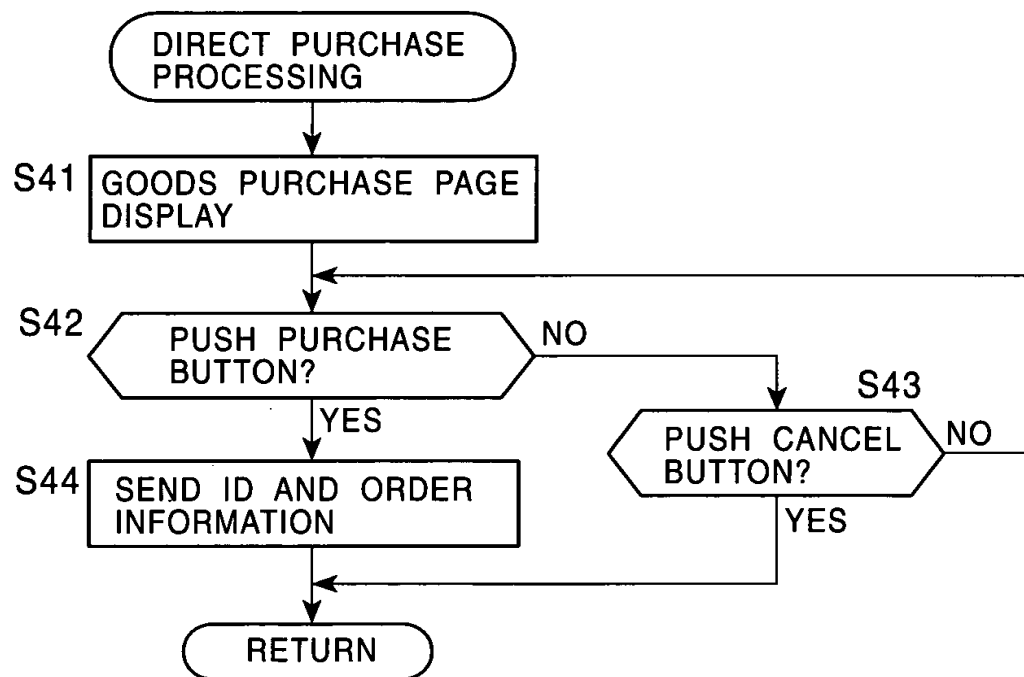 DIRECT PURCHASE
PROCESSING
S41
GOODS PURCHASE PAGE
DISPLAY
S42
PUSH PURCHASE
BUTTON?
NO
YES
S43
PUSH CANCEL
BUTTON?
NO
YES
S44
SEND ID AND ORDER
INFORMATION
RETURN